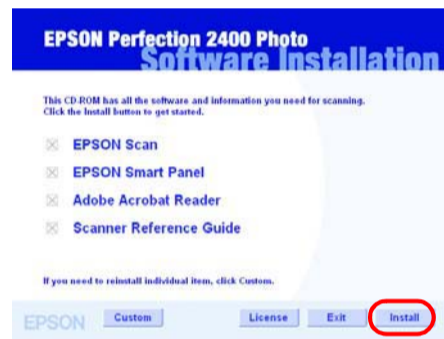 EPSON Perfection 2400 Photo
Software Installation
This CD-ROM has all the software and information you need for scanning.
Click the Install button to get started.
EPSON Scan
EPSON Smart Panel
Adobe Acrobat Reader
Scanner Reference Guide
If you need to reinstall individual item, click Custom.
EPSON Custom License Exit Install